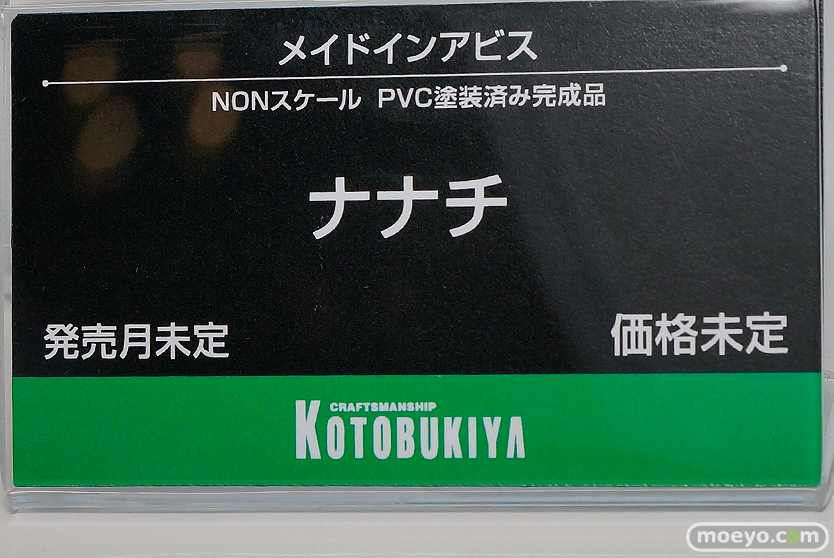 メイドインアビス
NONスケール PVC塗装済み完成品
ナナチ
発売月未定 価格未定
CRAFTSMANSHIP
KOTOBUKIYA
moeyo.com